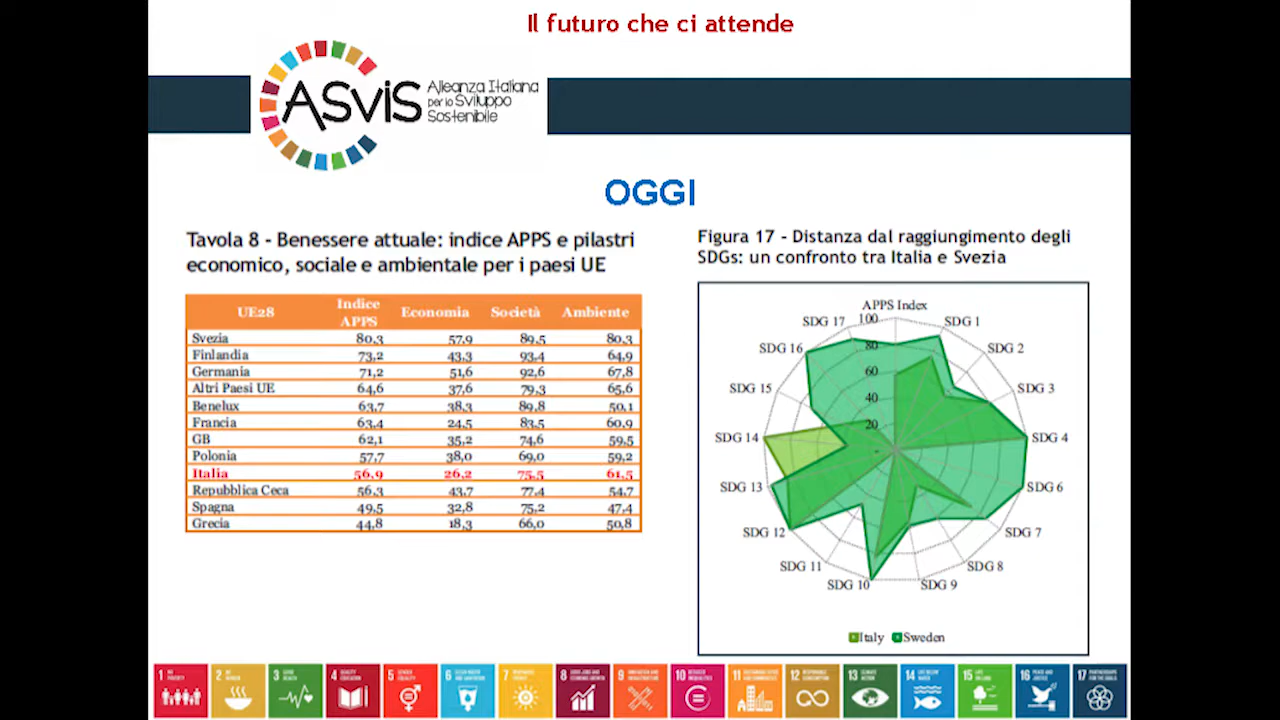 Il futuro che ci attende
ASviS
Alleanza Italiana
per lo Sviluppo
Sostenibile
OGGI
Tavola 8 - Benessere attuale: indice APPS e pilastri
economico, sociale e ambientale per i paesi UE
UE28 Indice APPS Economia Società Ambiente
Svezia 80,3 57,9 89,5 80,3
Finlandia 73,2 43,3 93,4 64,9
Germania 71,2 51,6 92,6 67,8
Altri Paesi UE 64,6 37,6 79,3 65,6
Benelux 63,7 38,3 89,8 50,1
Francia 63,4 24,5 83,5 60,9
GB 62,1 35,2 74,6 59,5
Polonia 57,7 38,0 69,0 59,2
Italia 56,9 26,2 75,5 61,5
Repubblica Ceca 56,3 43,7 77,4 54,7
Spagna 49,5 32,8 75,2 47,4
Grecia 44,8 18,3 66,0 50,8
Figura 17 - Distanza dal raggiungimento degli
SDGs: un confronto tra Italia e Svezia
APPS Index
SDG 17 100 SDG 1
SDG 16 80 SDG 2
60
SDG 15 40 SDG 3
20
SDG 14 SDG 4
SDG 13 SDG 6
SDG 12 SDG 7
SDG 11 SDG 8
SDG 10 SDG 9
Italy Sweden
1 2 3 4 5 6 7 8 9 10 11 12 13 14 15 16 17